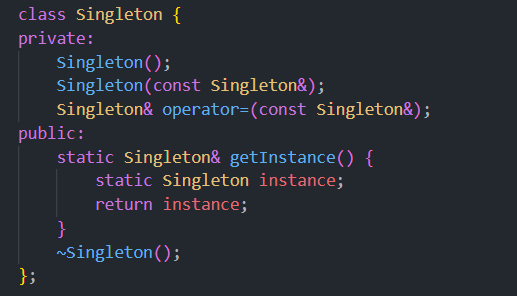 class Singleton {
private:
    Singleton();
    Singleton(const Singleton&);
    Singleton& operator=(const Singleton&);
public:
    static Singleton& getInstance() {
        static Singleton instance;
        return instance;
    }
    ~Singleton();
};